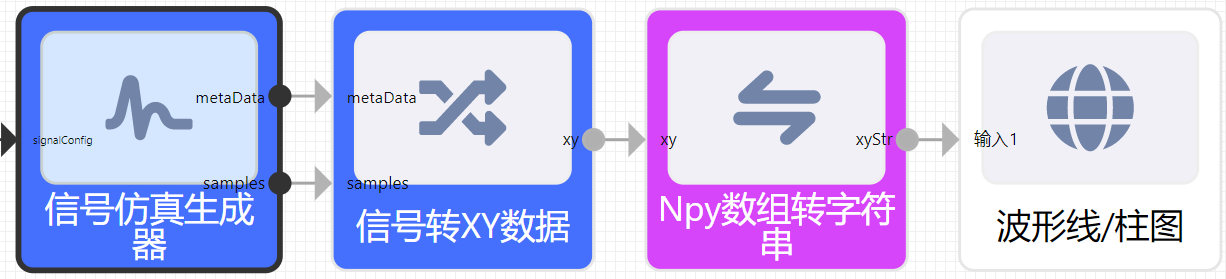 signalConfig
metaData
samples
信号仿真生成
器
metaData
samples
xy
信号转XY数据
xy
xyStr
Npy数组转字符
串
输入1
波形线/柱图